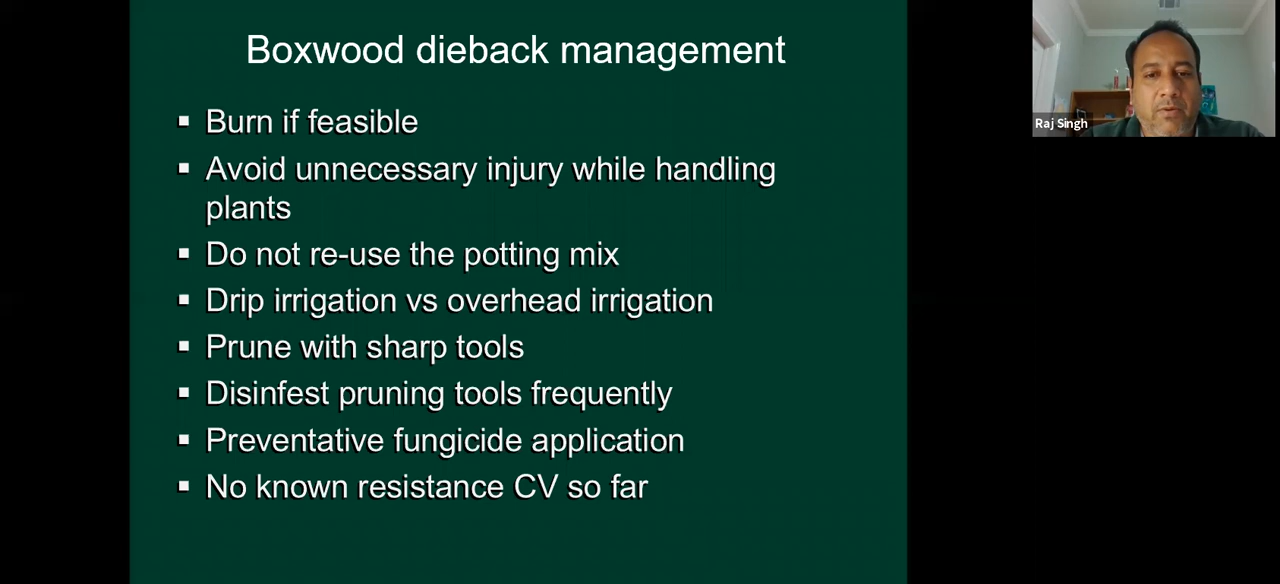 Boxwood dieback management
▪ Burn if feasible
▪ Avoid unnecessary injury while handling
plants
▪ Do not re-use the potting mix
▪ Drip irrigation vs overhead irrigation
▪ Prune with sharp tools
▪ Disinfest pruning tools frequently
▪ Preventative fungicide application
▪ No known resistance CV so far
Raj Singh